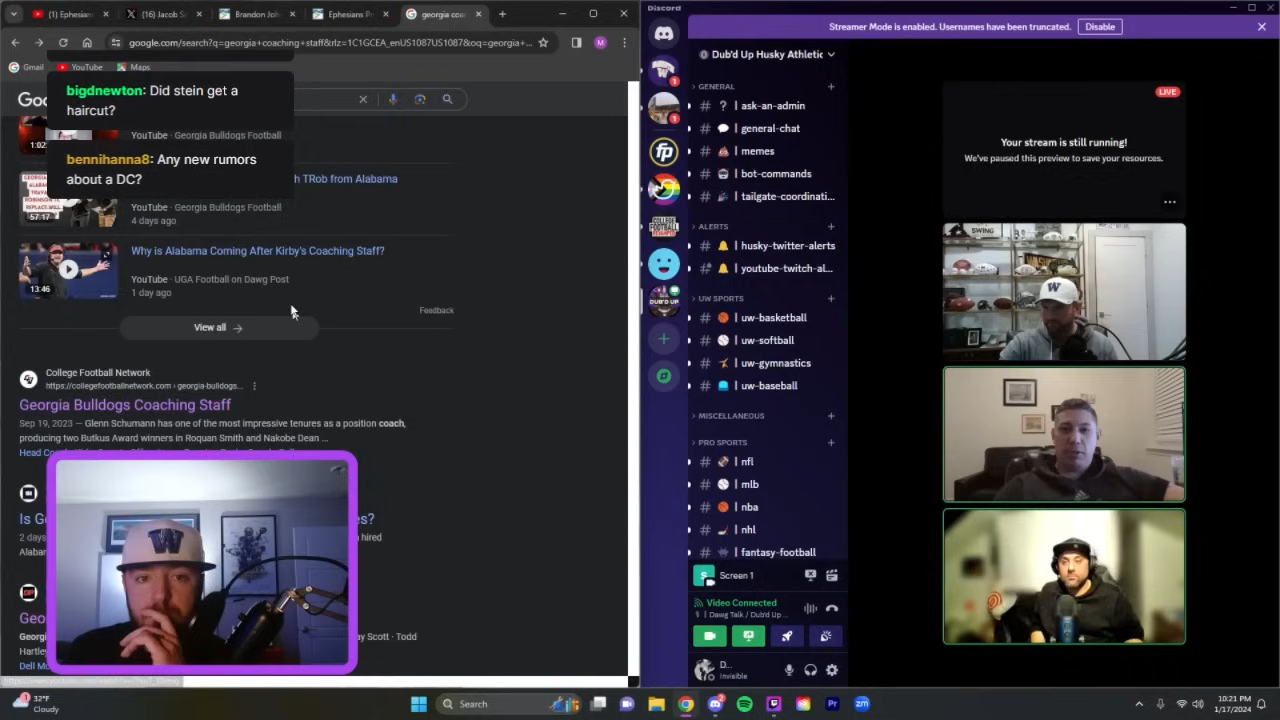 (1) Ephesians
(1) Jacob S
Brandon John
Ephesians Pr
georgia coa
google.com/search?q=georgia+coaching+staff&rlz=1C1GCEU
Gmail
YouTube
Maps
M
bigdnewton: Did stein get a
haircut?
bennihanna8: Any new rumors
about a DC?
YouTube · Georgia Bulldogs Football
h TRob from Alabama
57:17
YouTube · Georgia Bulldogs Football
4 days ago
Why is Alabama Coming After Kirby's Coaching Staff?
13:46
YouTube · UGA Football on Dawg Post
1 day ago
Feedback
View all →
College Football Network
https://collegefootballnetwork.com › georgia-bulldogs...
Georgia Bulldogs Coaching Staff
Sep 19, 2023 — Glenn Schumann has one of the most impressive tenures as a position coach,
producing two Butkus Award winners in Roquan Smith and Nakobe Dean ...
W
Discord
Streamer Mode is enabled. Usernames have been truncated.
Disable
Dub'd Up Husky Athletic
GENERAL
# ? | ask-an-admin
# | general-chat
# | memes
# | bot-commands
# | tailgate-coordinati...
ALERTS
# | husky-twitter-alerts
# | youtube-twitch-al...
UW SPORTS
# | uw-basketball
# | uw-softball
# | uw-gymnastics
# | uw-baseball
MISCELLANEOUS
PRO SPORTS
# | nfl
# | mlb
# | nba
# | nhl
# | fantasy-football
Screen 1
Video Connected
Dawg Talk / Dub'd Up...
D...
Invisible
LIVE
Your stream is still running!
We've paused this preview to save your resources.
SWING
W
32°F
Cloudy
Search
10:21 PM
1/17/2024